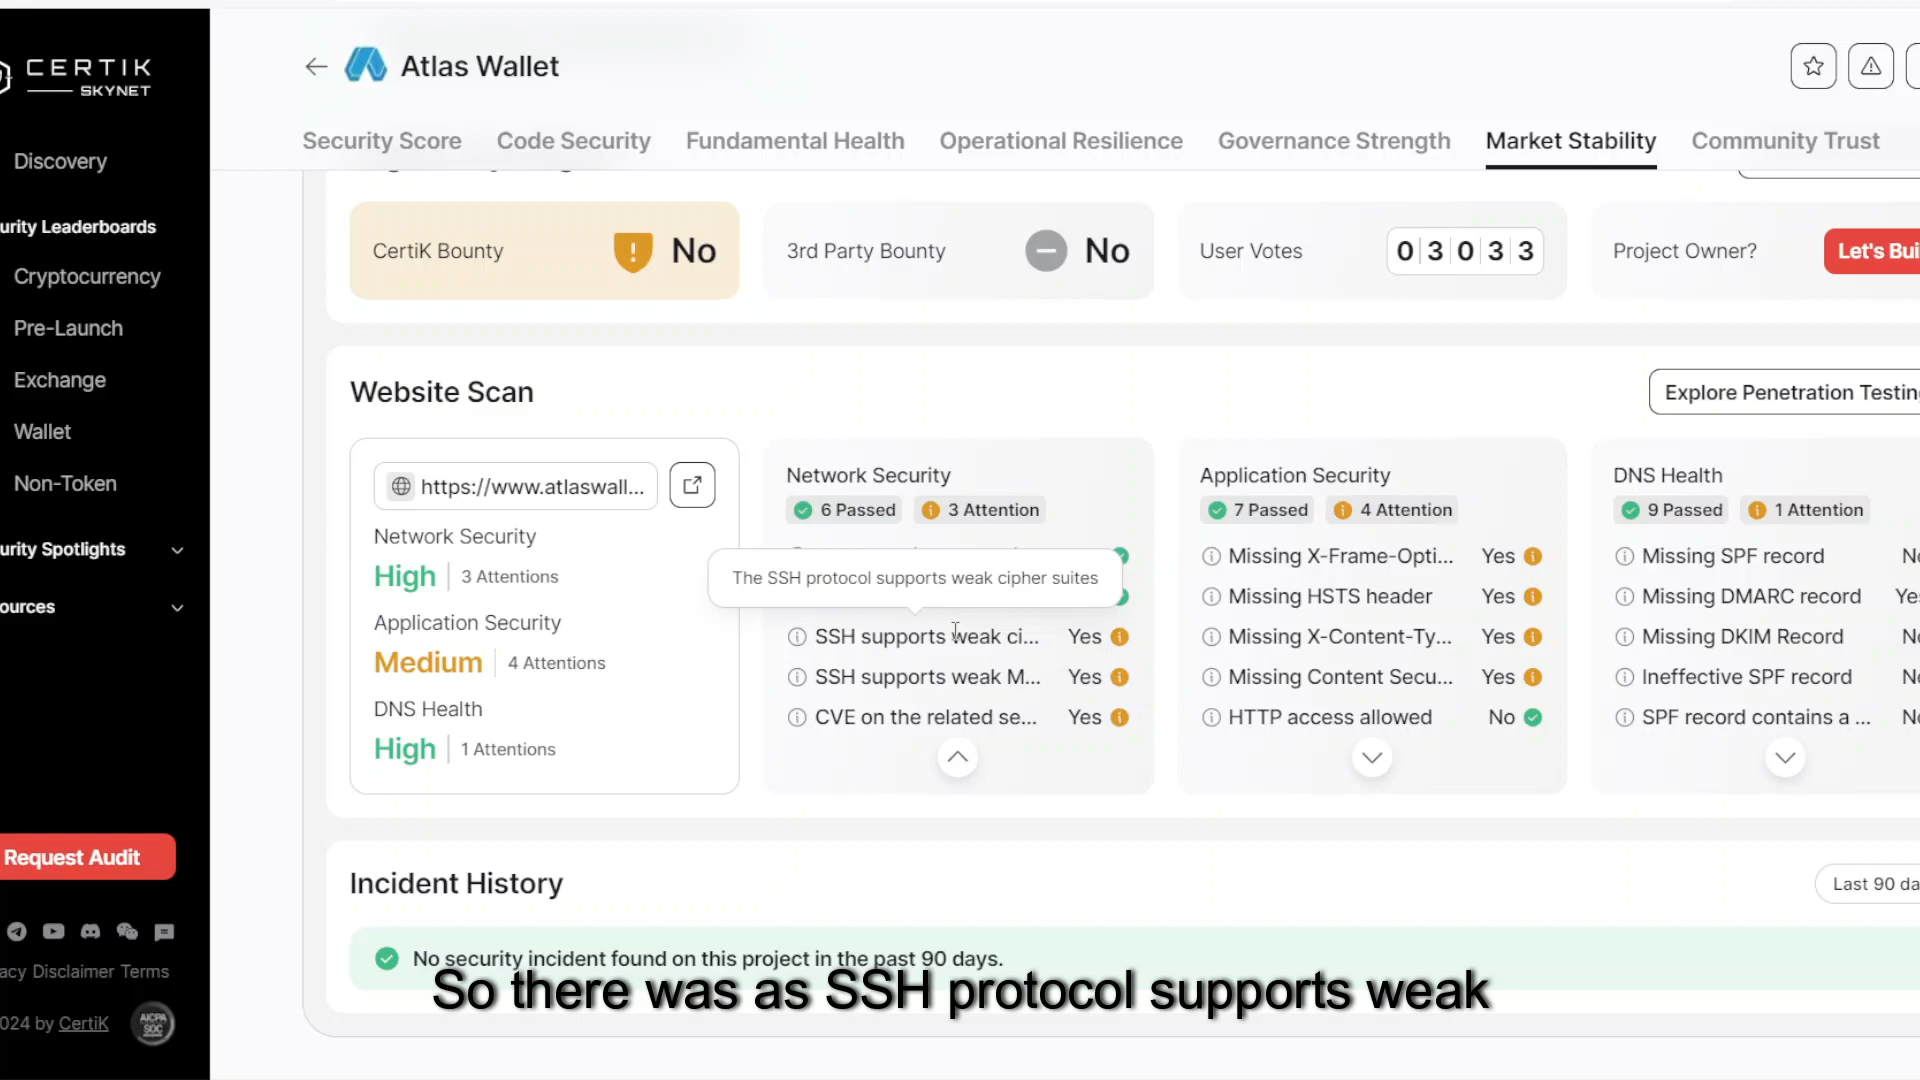 CERTIK
SKYNET
Discovery
urity Leaderboards
Cryptocurrency
Pre-Launch
Exchange
Wallet
Non-Token
urity Spotlights
ources
Request Audit
acy Disclaimer Terms
024 by CertiK
AICPA
SOC
Atlas Wallet
Security Score Code Security Fundamental Health Operational Resilience Governance Strength Market Stability Community Trust
CertiK Bounty No
3rd Party Bounty No
User Votes 0 3 0 3 3
Project Owner? Let's Bui
Website Scan
Explore Penetration Testing
https://www.atlaswall...
Network Security
High 3 Attentions
Application Security
Medium 4 Attentions
DNS Health
High 1 Attentions
Network Security
6 Passed 3 Attention
The SSH protocol supports weak cipher suites
SSH supports weak ci... Yes
SSH supports weak M... Yes
CVE on the related se... Yes
Application Security
7 Passed 4 Attention
Missing X-Frame-Opti... Yes
Missing HSTS header Yes
Missing X-Content-Ty... Yes
Missing Content Secu... Yes
HTTP access allowed No
DNS Health
9 Passed 1 Attention
Missing SPF record No
Missing DMARC record Yes
Missing DKIM Record No
Ineffective SPF record No
SPF record contains a ... No
Incident History
Last 90 da
No security incident found on this project in the past 90 days.
So there was as SSH protocol supports weak